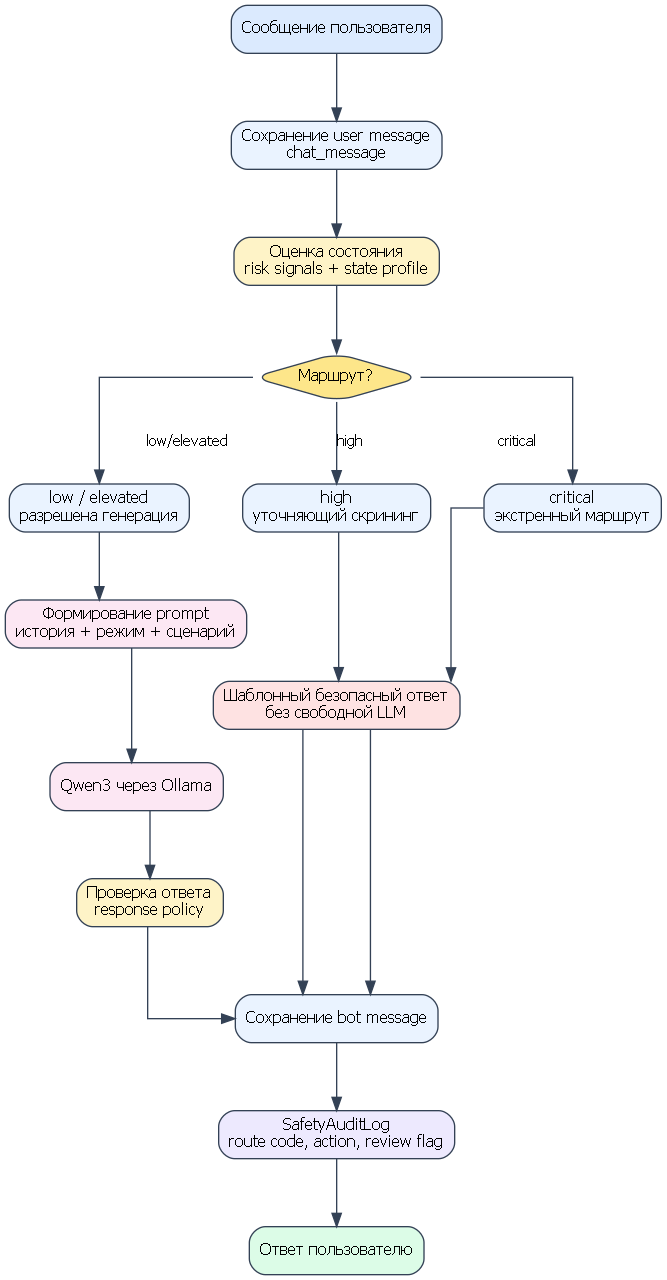 Сообщение пользователя
Сохранение user message
chat_message
Оценка состояния
risk signals + state profile
Маршрут?
low/elevated
high
critical
low / elevated
разрешена генерация
high
уточняющий скрининг
critical
экстренный маршрут
Формирование prompt
история + режим + сценарий
Шаблонный безопасный ответ
без свободной LLM
Qwen3 через Ollama
Проверка ответа
response policy
Сохранение bot message
SafetyAuditLog
route code, action, review flag
Ответ пользователю